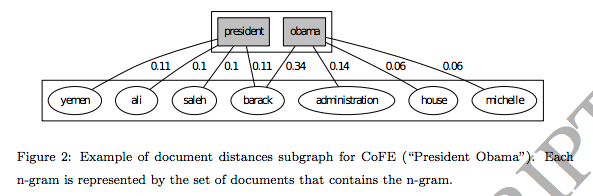 president obama
0.11 0.1 0.1 0.11 0.34 0.14 0.06 0.06
yemen ali saleh barack administration house michelle
Figure 2: Example of document distances subgraph for CoFE (“President Obama”). Each
n-gram is represented by the set of documents that contains the n-gram.